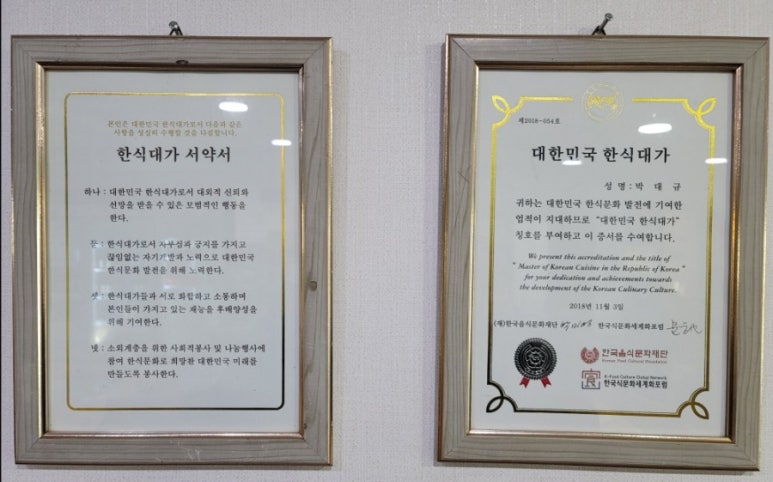 본인은 대한민국 한식대가로서 다음과 같은
사항을 성실히 수행할 것을 다짐합니다.
한식대가 서약서
하나 : 대한민국 한식대가로서 대외적 신뢰와
선망을 받을 수 있은 모범적인 행동을
한다.
둘 : 한식대가로서 자부심과 긍지를 가지고
끊임없는 자기개발과 노력으로 대한민국
한식문화 발전을 위해 노력한다.
셋 : 한식대가들과 서로 화합하고 소통하며
본인들이 가지고 있는 재능을 후배양성을
위해 기여한다.
넷 : 소외계층을 위한 사회적봉사 및 나눔행사에
참여 한식문화로 희망찬 대한민국 미래를
만들도록 봉사한다.
제2018-054호
대한민국 한식대가
성 명 : 박 대 규
귀하는 대한민국 한식문화 발전에 기여한
업적이 지대하므로 "대한민국 한식대가"
칭호를 부여하고 이 증서를 수여합니다.
We present this accreditation and the title of
" Master of Korean Cuisine in the Republic of Korea "
for your dedication and achievements towards
the development of the Korean Culinary Culture.
2018년 11월 3일
(재)한국음식문화재단 한국식문화세계화포럼
한국음식문화재단
Korean Food Cultural Foundation
K-Food Culture Global Network
한국식문화세계화포럼